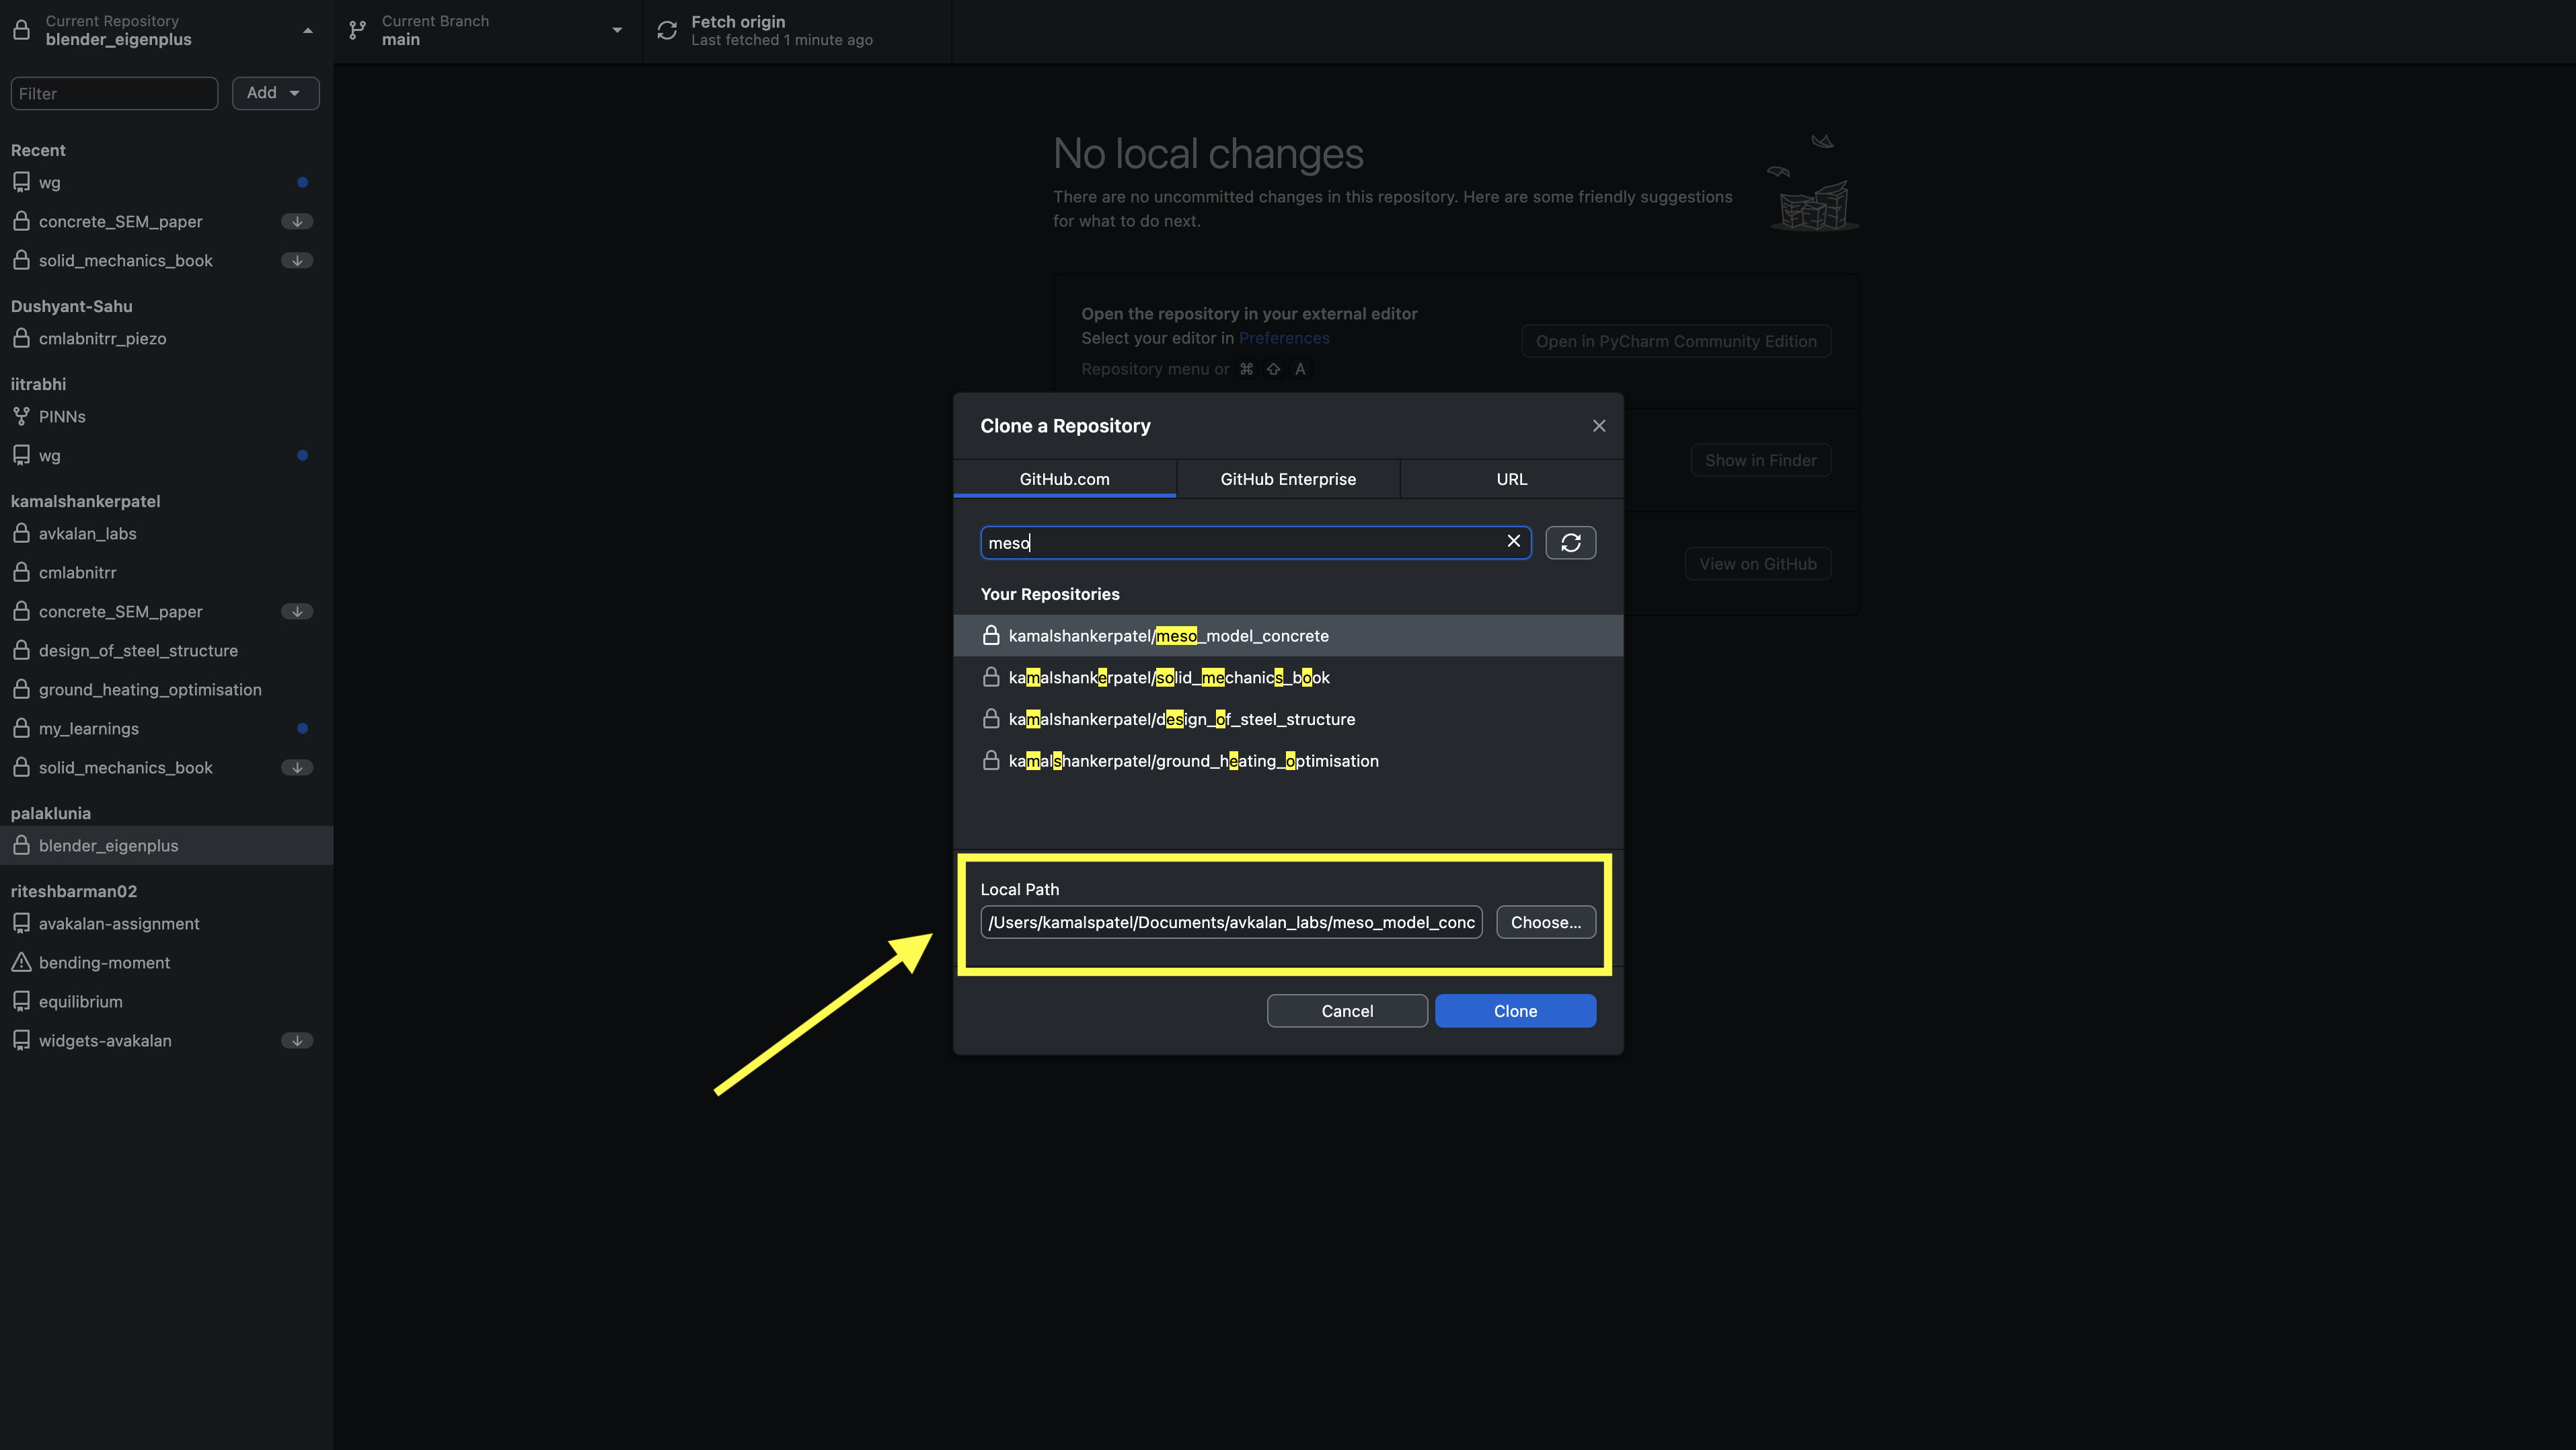 Current Repository
blender_eigenplus
Current Branch
main
Fetch origin
Last fetched 1 minute ago
Filter
Add
Recent
wg
concrete_SEM_paper
solid_mechanics_book
Dushyant-Sahu
cmlabnitrr_piezo
iitrabhi
PINNs
wg
kamalshankerpatel
avkalan_labs
cmlabnitrr
concrete_SEM_paper
design_of_steel_structure
ground_heating_optimisation
my_learnings
solid_mechanics_book
palaklunia
blender_eigenplus
riteshbarman02
avakalan-assignment
bending-moment
equilibrium
widgets-avakalan
No local changes
There are no uncommitted changes in this repository. Here are some friendly suggestions
for what to do next.
Open the repository in your external editor
Select your editor in Preferences
Repository menu or ⌘ ⇧ A
Open in PyCharm Community Edition
Show in Finder
View on GitHub
Clone a Repository
GitHub.com
GitHub Enterprise
URL
meso
Your Repositories
kamalshankerpatel/meso_model_concrete
kamalshankerpatel/solid_mechanics_book
kamalshankerpatel/design_of_steel_structure
kamalshankerpatel/ground_heating_optimisation
Local Path
/Users/kamalspatel/Documents/avkalan_labs/meso_model_conc
Choose...
Cancel
Clone